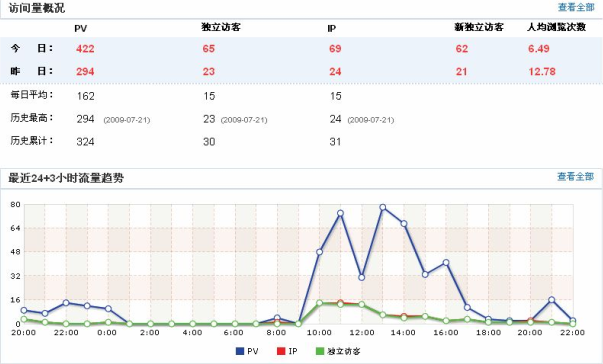 访问量概况 查看全部
PV 独立访客 IP 新独立访客 人均浏览次数
今 日: 422 65 69 62 6.49
昨 日: 294 23 24 21 12.78
每日平均: 162 15 15
历史最高: 294 (2009-07-21) 23 (2009-07-21) 24 (2009-07-21)
历史累计: 324 30 31
最近24+3小时流量趋势 查看全部
80
64
48
32
16
0
20:00 22:00 0:00 2:00 4:00 6:00 8:00 10:00 12:00 14:00 16:00 18:00 20:00 22:00
PV IP 独立访客